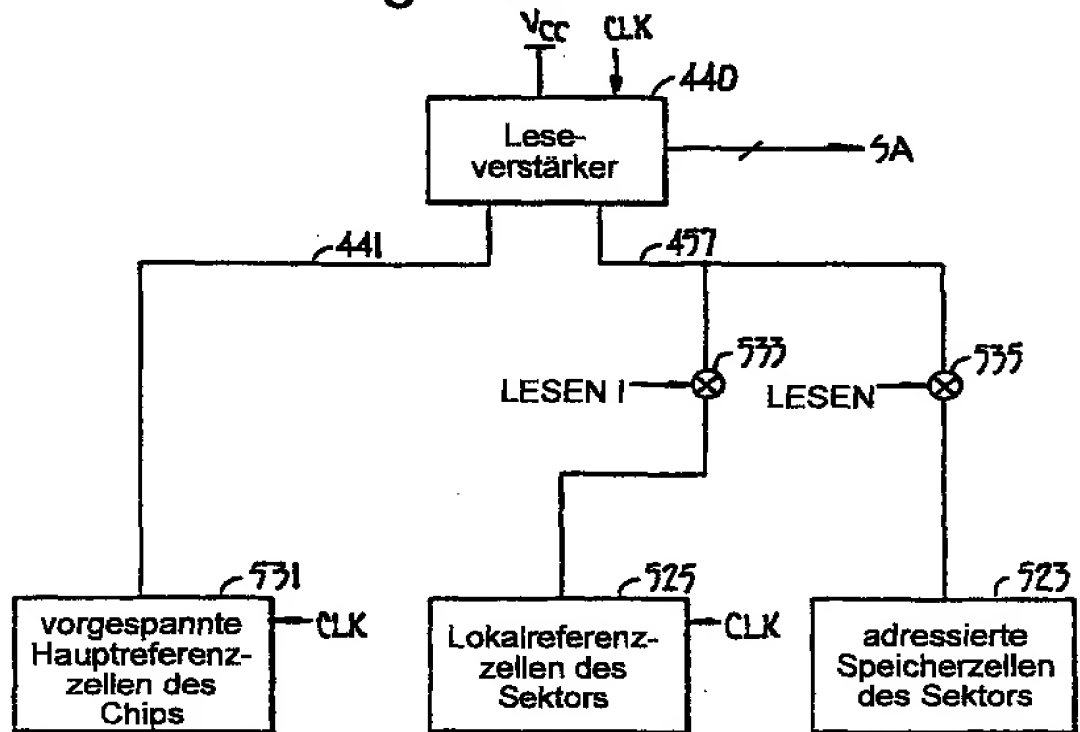 Vcc CLK
440
Lese-
verstärker
SA
441
457
533
LESEN I
535
LESEN
531
vorgespannte
Hauptreferenz-
zellen des
Chips
CLK
525
Lokalreferenz-
zellen des
Sektors
CLK
523
adressierte
Speicherzellen
des Sektors